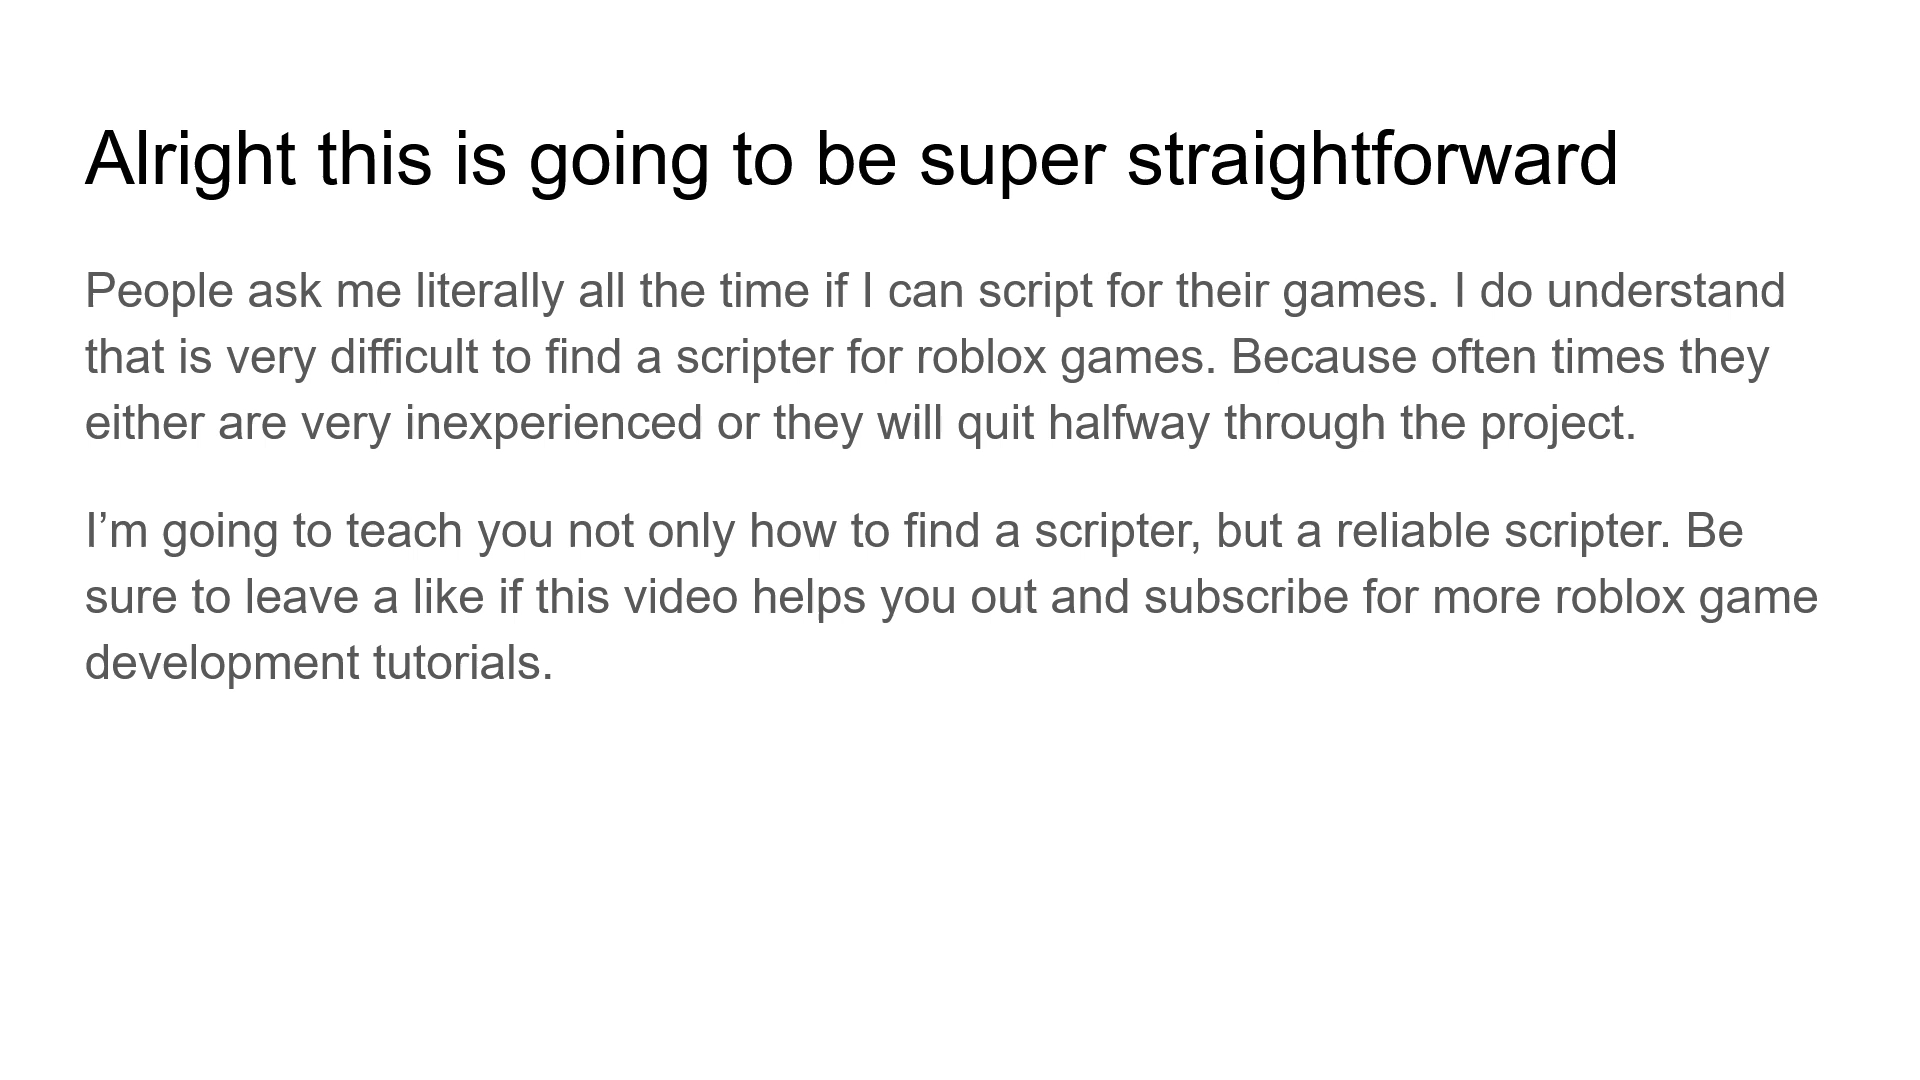 Alright this is going to be super straightforward
People ask me literally all the time if I can script for their games. I do understand
that is very difficult to find a scripter for roblox games. Because often times they
either are very inexperienced or they will quit halfway through the project.
I’m going to teach you not only how to find a scripter, but a reliable scripter. Be
sure to leave a like if this video helps you out and subscribe for more roblox game
development tutorials.